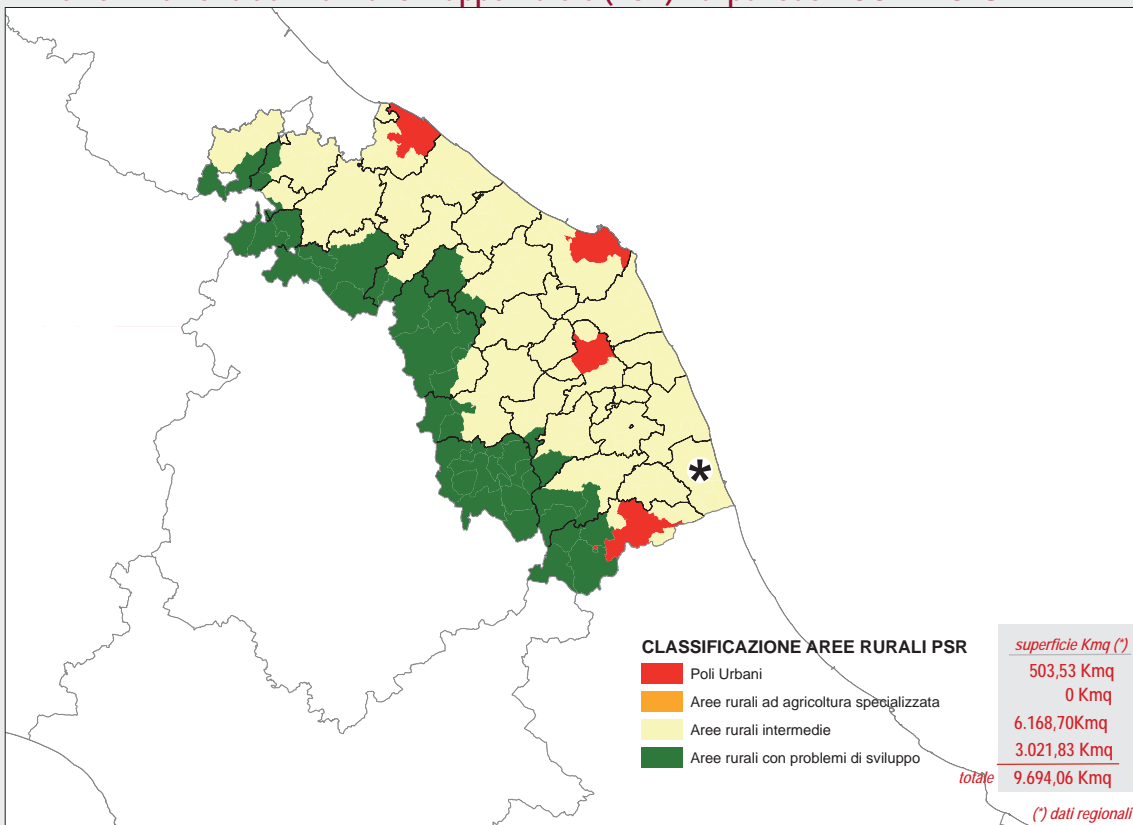 CLASSIFICAZIONE AREE RURALI PSR
superficie Kmq (*)
Poli Urbani
503,53 Kmq
Aree rurali ad agricoltura specializzata
0 Kmq
Aree rurali intermedie
6.168,70Kmq
Aree rurali con problemi di sviluppo
3.021,83 Kmq
totale 9.694,06 Kmq
(*) dati regionali
*